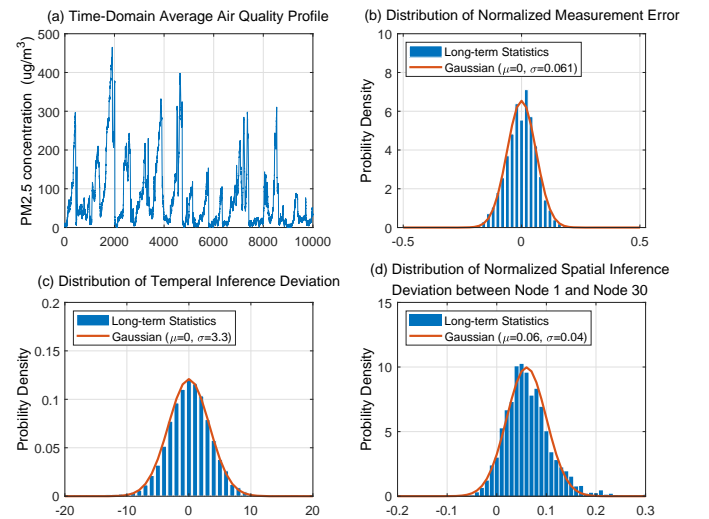 (a) Time-Domain Average Air Quality Profile
500
400
300
200
100
0
PM2.5 concentration (ug/m³)
0 2000 4000 6000 8000 10000
(b) Distribution of Normalized Measurement Error
Long-term Statistics
Gaussian (μ=0, σ=0.061)
10
8
6
4
2
0
Probility Density
-0.5 0 0.5
(c) Distribution of Temperal Inference Deviation
Long-term Statistics
Gaussian (μ=0, σ=3.3)
0.2
0.15
0.1
0.05
0
Probility Density
-20 -10 0 10 20
(d) Distribution of Normalized Spatial Inference
Deviation between Node 1 and Node 30
Long-term Statistics
Gaussian (μ=0.06, σ=0.04)
15
10
5
0
Probility Density
-0.2 -0.1 0 0.1 0.2 0.3